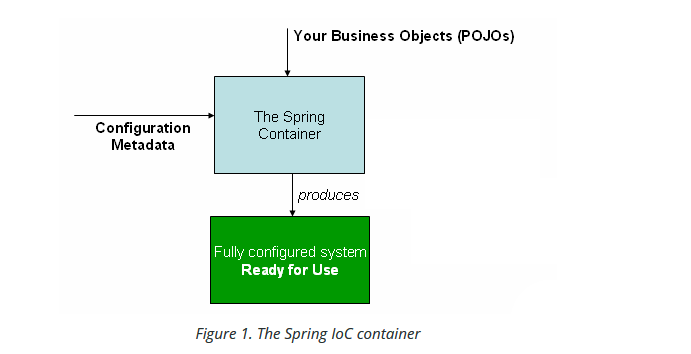 Your Business Objects (POJOs)
The Spring
Container
Configuration
Metadata
produces
Fully configured system
Ready for Use
Figure 1. The Spring IoC container